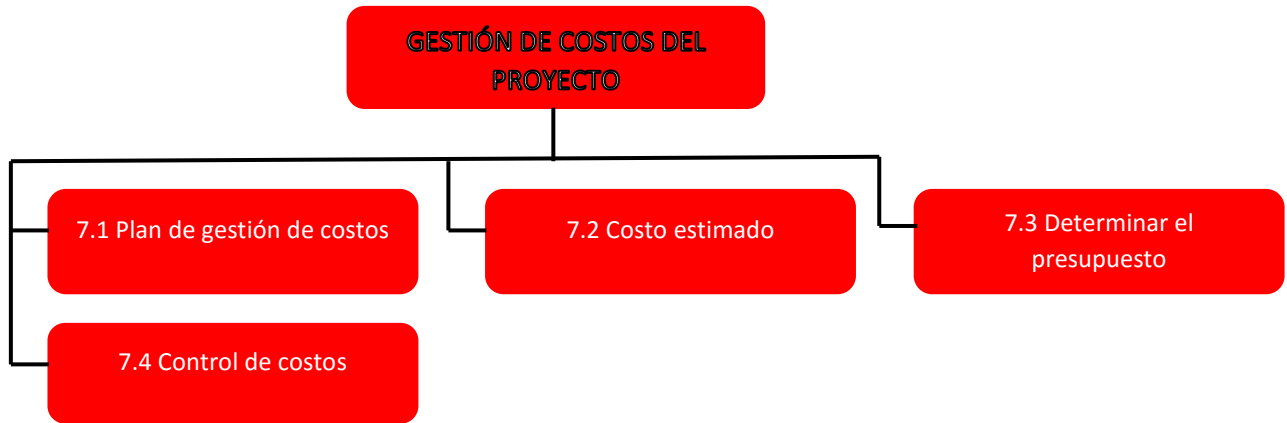 GESTIÓN DE COSTOS DEL
PROYECTO
7.1 Plan de gestión de costos
7.2 Costo estimado
7.3 Determinar el
presupuesto
7.4 Control de costos